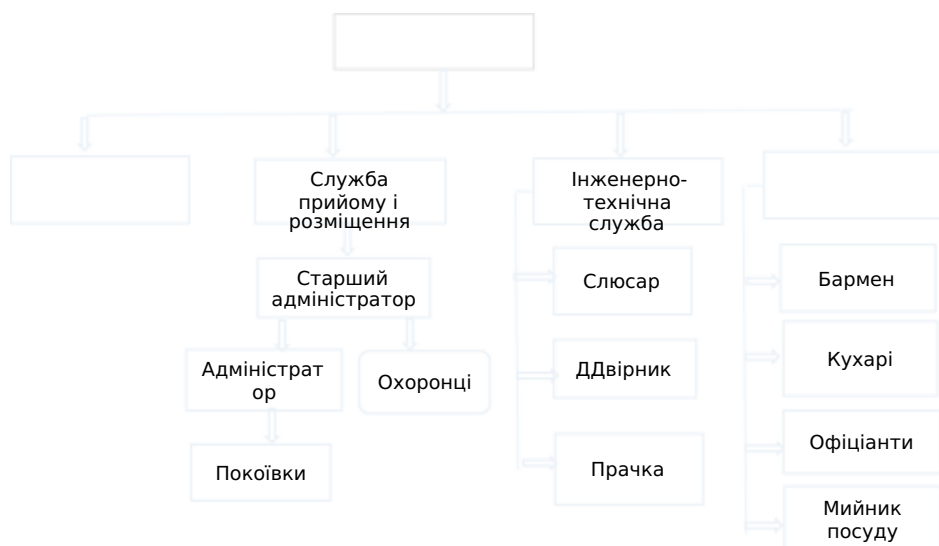 Служба
прийому і
розміщення
Інженерно-
технічна
служба
Старший
адміністратор
Слюсар
Бармен
Адміністрат
ор
Охоронці
ДДвірник
Кухарі
Покоївки
Прачка
Офіціанти
Мийник
посуду